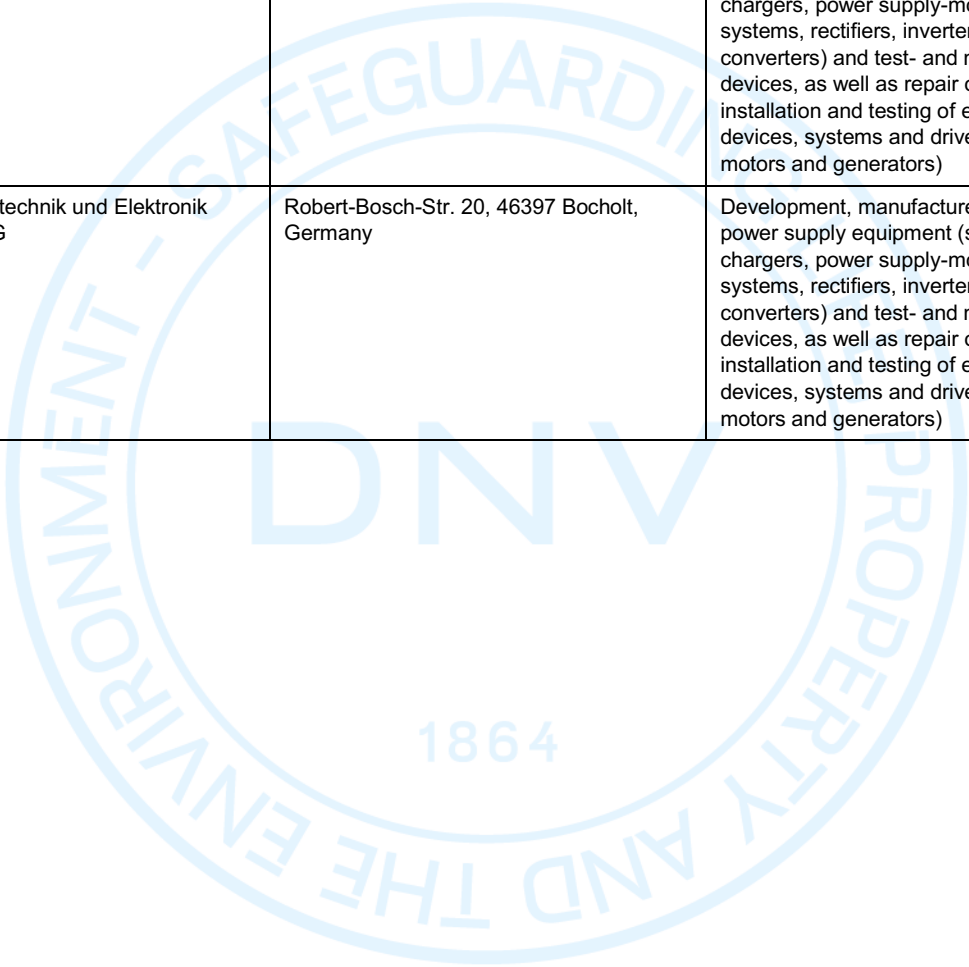 chargers, power supply-mo
systems, rectifiers, inverte
converters) and test- and
devices, as well as repair
installation and testing of
devices, systems and drive
motors and generators)
technik und Elektronik
G
Robert-Bosch-Str. 20, 46397 Bocholt,
Germany
Development, manufacture
power supply equipment (s
chargers, power supply-mo
systems, rectifiers, inverte
converters) and test- and
devices, as well as repair
installation and testing of
devices, systems and drive
motors and generators)
SAFEGUARDING LIFE, PROPERTY AND THE ENVIRONMENT -
DNV
1864